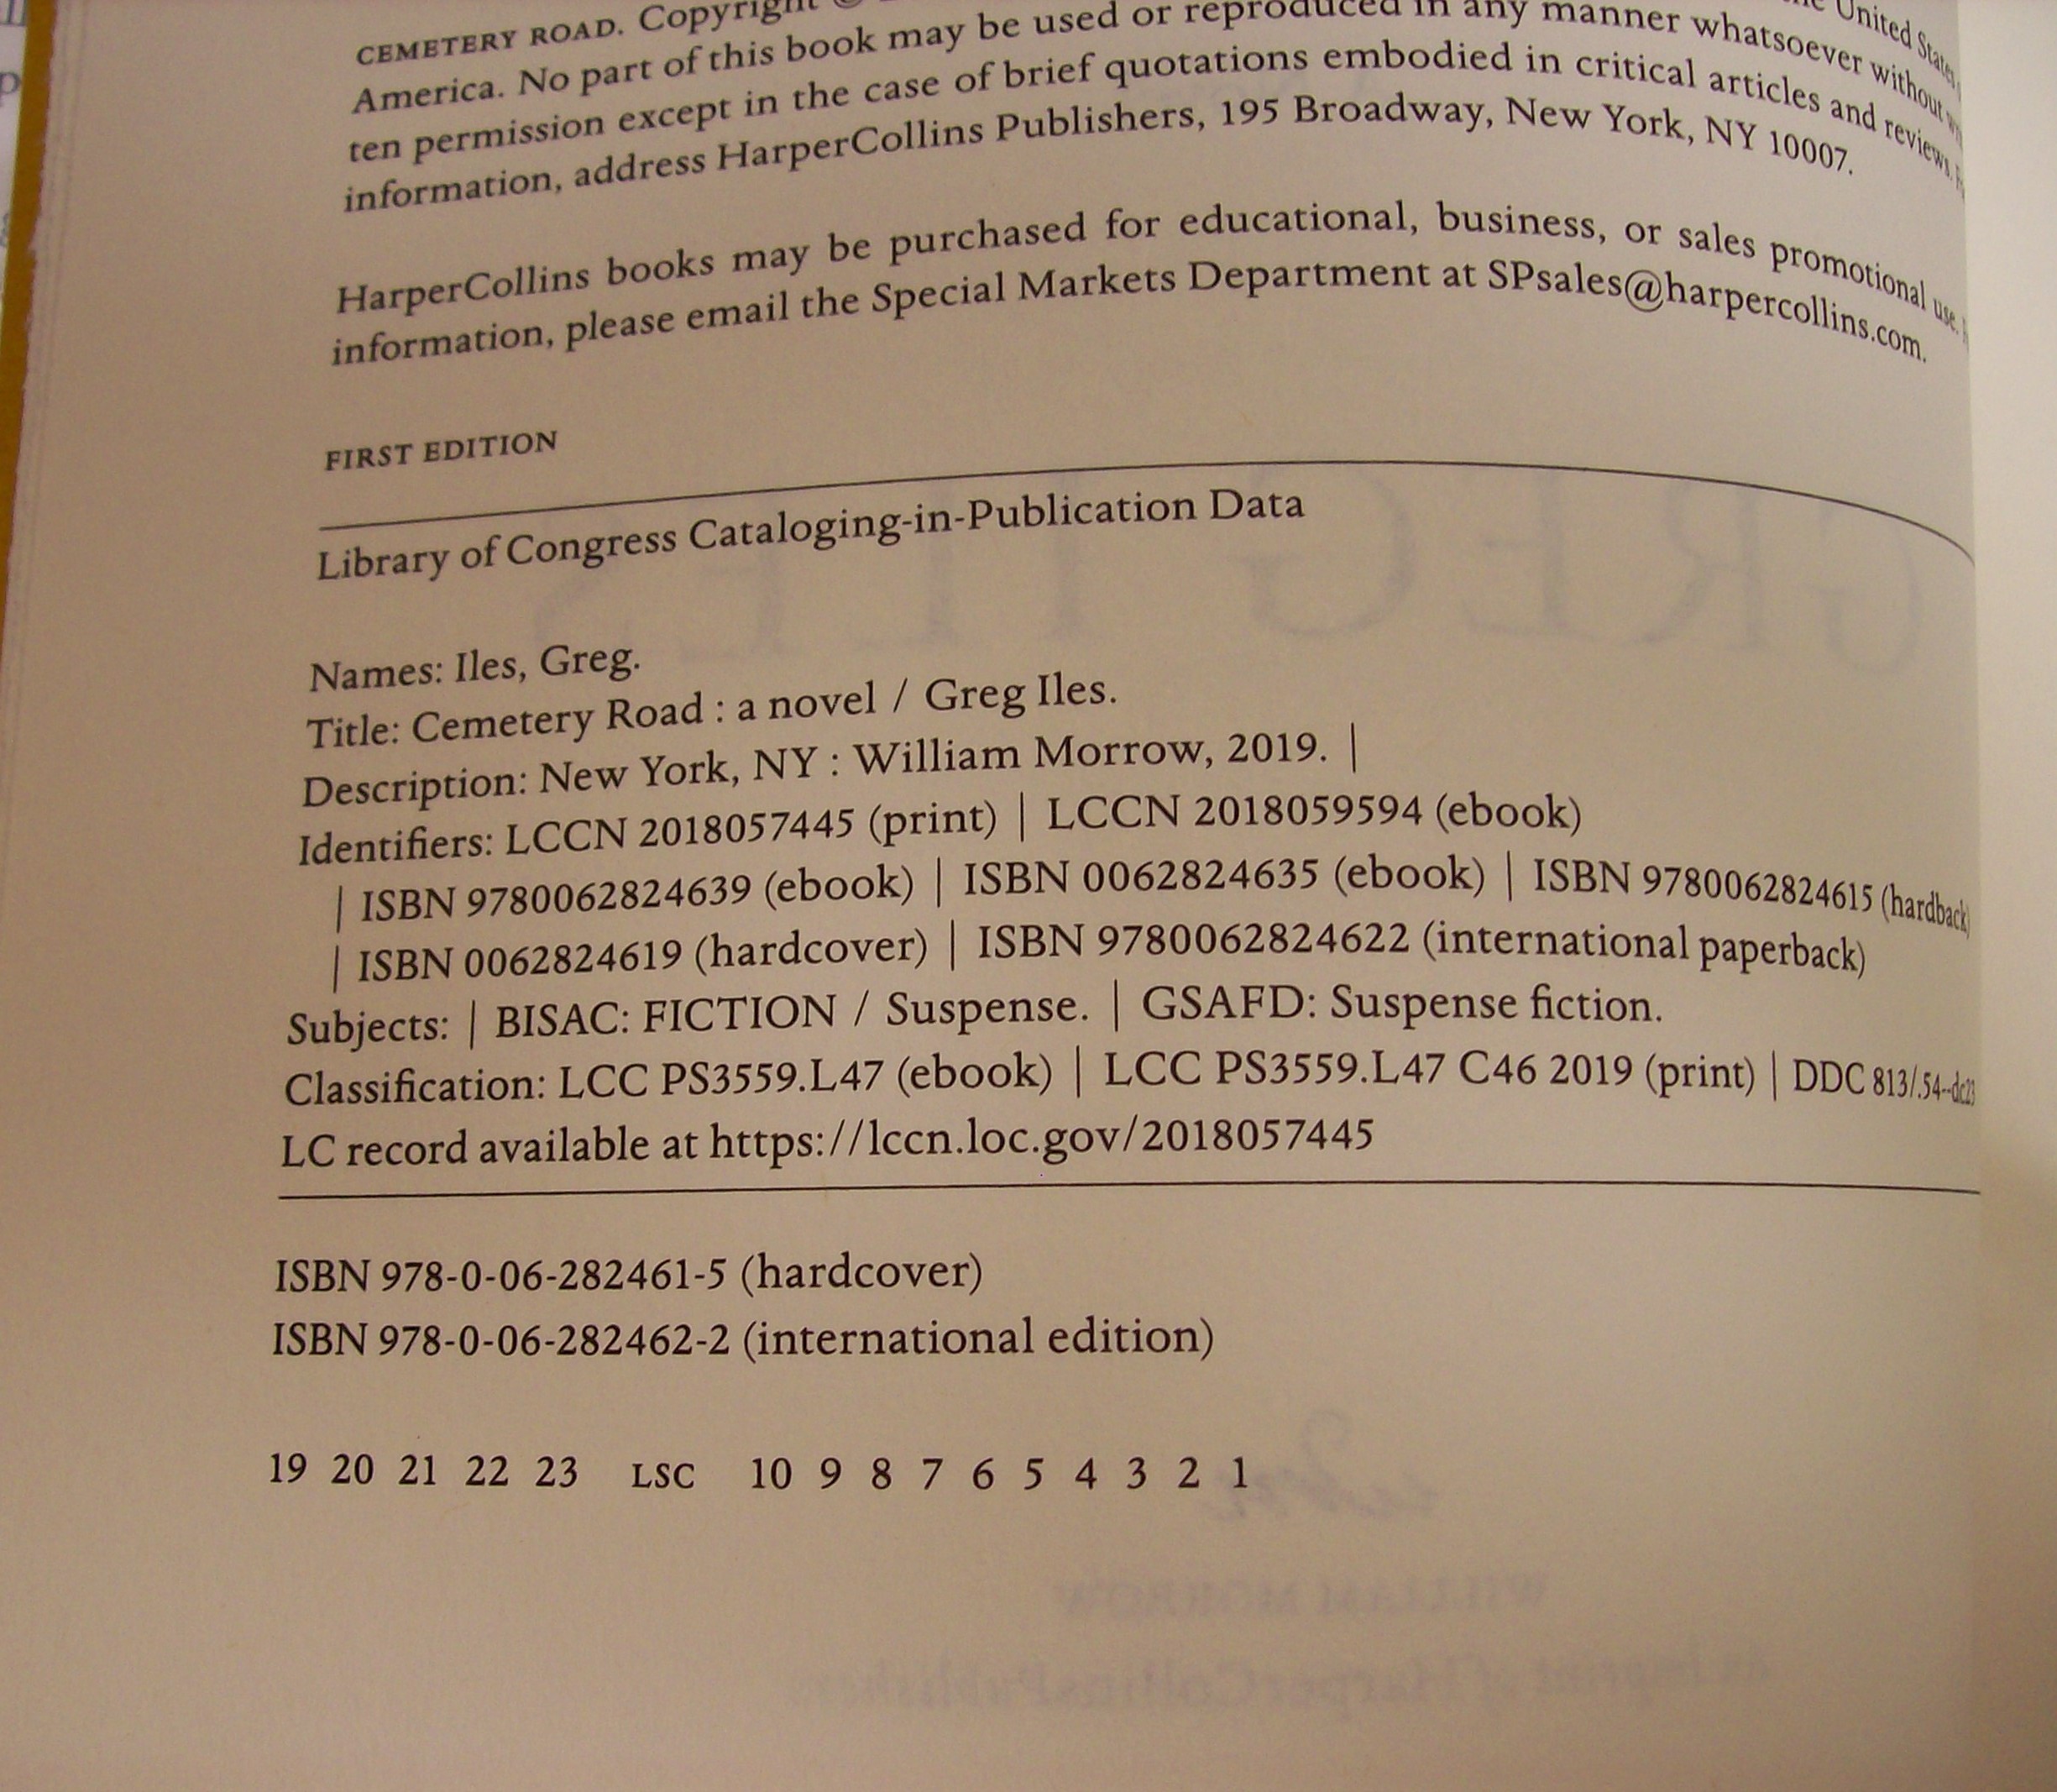 CEMETERY ROAD. Copyright ©
America. No part of this book may be used or reproduced in any manner whatsoever without
ten permission except in the case of brief quotations embodied in critical articles and reviews.
information, address HarperCollins Publishers, 195 Broadway, New York, NY 10007.
HarperCollins books may be purchased for educational, business, or sales promotional use.
information, please email the Special Markets Department at SPsales@harpercollins.com.
FIRST EDITION
Library of Congress Cataloging-in-Publication Data
Names: Iles, Greg.
Title: Cemetery Road : a novel / Greg Iles.
Description: New York, NY : William Morrow, 2019. |
Identifiers: LCCN 2018057445 (print) | LCCN 2018059594 (ebook)
| ISBN 9780062824639 (ebook) | ISBN 0062824635 (ebook) | ISBN 9780062824615 (hardback)
| ISBN 0062824619 (hardcover) | ISBN 9780062824622 (international paperback)
Subjects: | BISAC: FICTION / Suspense. | GSAFD: Suspense fiction.
Classification: LCC PS3559.L47 (ebook) | LCC PS3559.L47 C46 2019 (print) | DDC 813/.54--dc23
LC record available at https://lccn.loc.gov/2018057445
ISBN 978-0-06-282461-5 (hardcover)
ISBN 978-0-06-282462-2 (international edition)
19 20 21 22 23 LSC 10 9 8 7 6 5 4 3 2 1